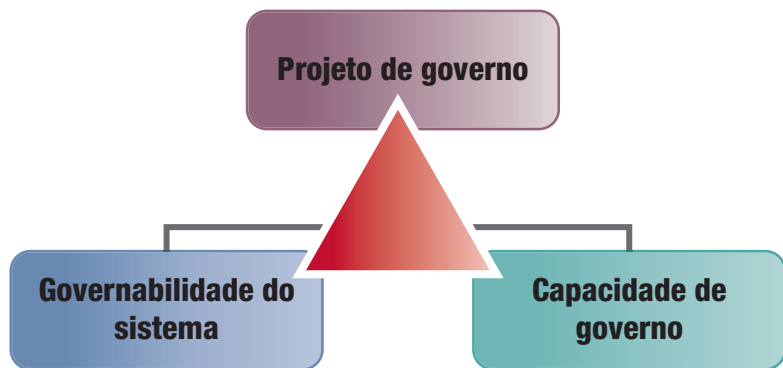 Projeto de governo
Governabilidade do
sistema
Capacidade de
governo